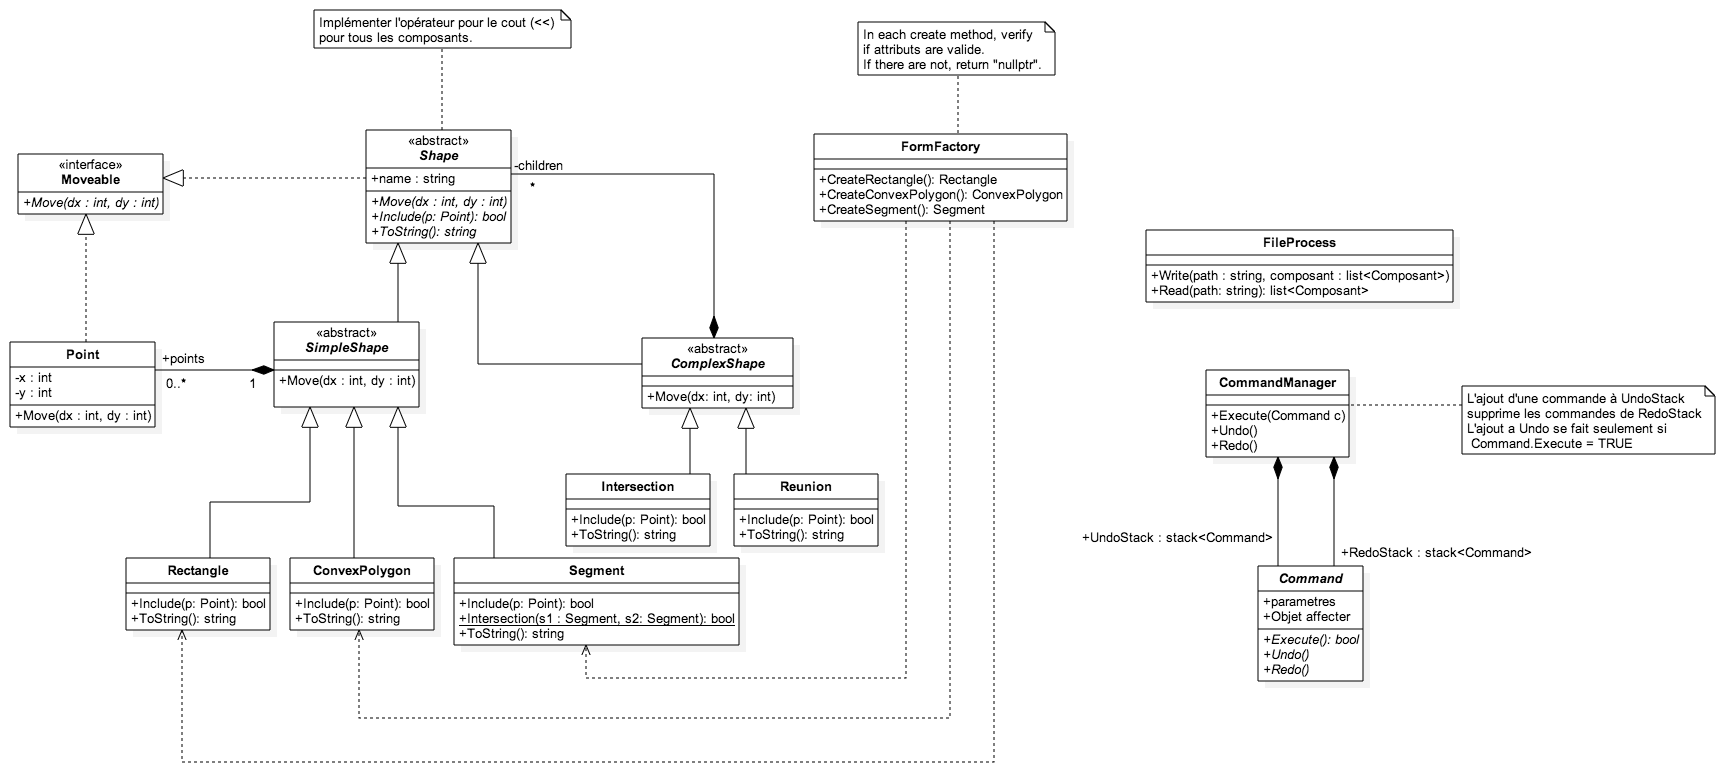 Implémenter l'opérateur pour le cout (<<)
pour tous les composants.
In each create method, verify
if attributs are valide.
If there are not, return "nullptr".
«interface»
Moveable
+Move(dx : int, dy : int)
«abstract»
Shape
+name : string
+Move(dx : int, dy : int)
+Include(p: Point): bool
+ToString(): string
-children
*
FormFactory
+CreateRectangle(): Rectangle
+CreateConvexPolygon(): ConvexPolygon
+CreateSegment(): Segment
FileProcess
+Write(path : string, composant : list<Composant>)
+Read(path: string): list<Composant>
Point
-x : int
-y : int
+Move(dx : int, dy : int)
+points
0..*
1
«abstract»
SimpleShape
+Move(dx : int, dy : int)
«abstract»
ComplexShape
+Move(dx: int, dy: int)
CommandManager
+Execute(Command c)
+Undo()
+Redo()
L'ajout d'une commande à UndoStack
supprime les commandes de RedoStack
L'ajout a Undo se fait seulement si
Command.Execute = TRUE
Intersection
+Include(p: Point): bool
+ToString(): string
Reunion
+Include(p: Point): bool
+ToString(): string
+UndoStack : stack<Command>
+RedoStack : stack<Command>
Rectangle
+Include(p: Point): bool
+ToString(): string
ConvexPolygon
+Include(p: Point): bool
+ToString(): string
Segment
+Include(p: Point): bool
+Intersection(s1 : Segment, s2: Segment): bool
+ToString(): string
Command
+parametres
+Objet affecter
+Execute(): bool
+Undo()
+Redo()